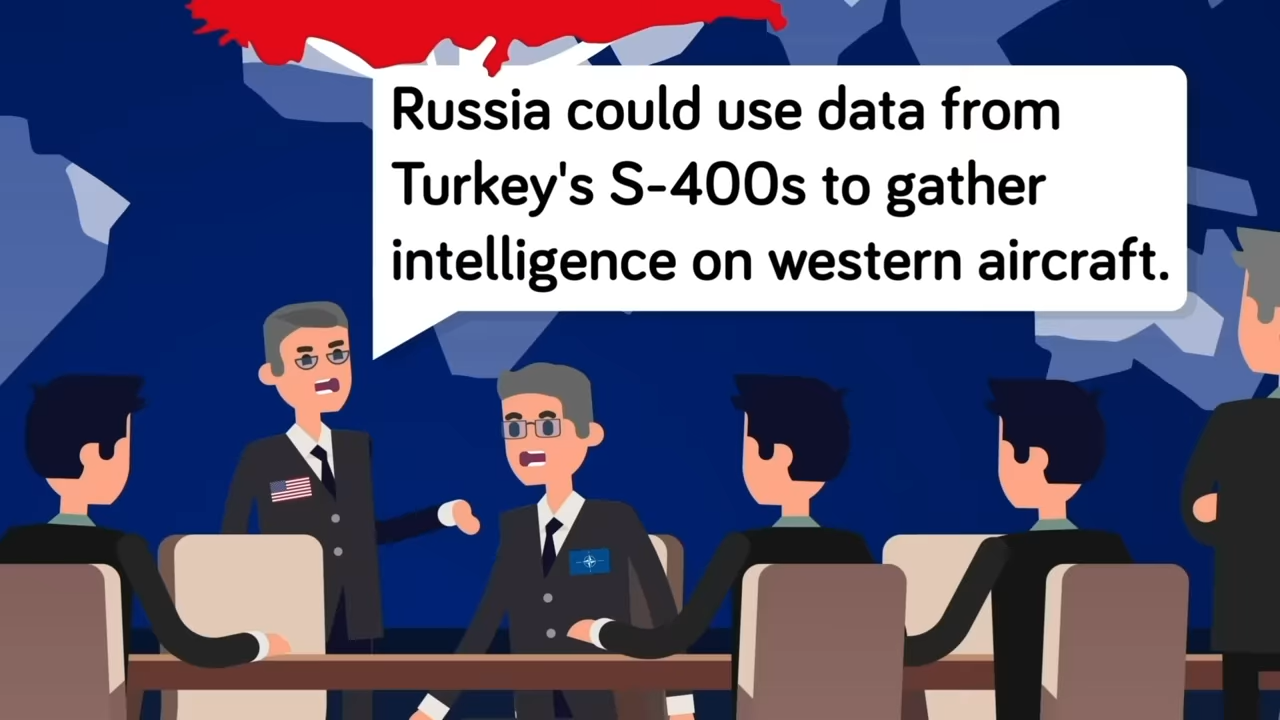 Russia could use data from
Turkey's S-400s to gather
intelligence on western aircraft.